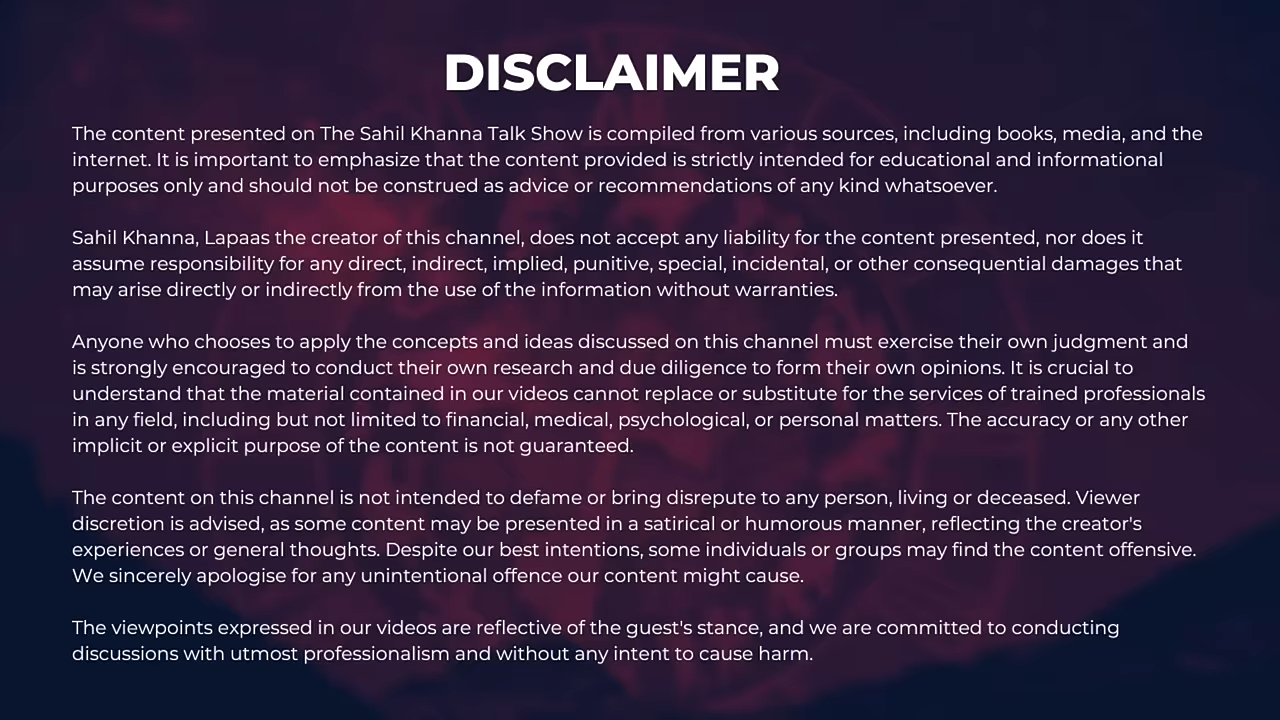 DISCLAIMER
The content presented on The Sahil Khanna Talk Show is compiled from various sources, including books, media, and the
internet. It is important to emphasize that the content provided is strictly intended for educational and informational
purposes only and should not be construed as advice or recommendations of any kind whatsoever.
Sahil Khanna, Lapaas the creator of this channel, does not accept any liability for the content presented, nor does it
assume responsibility for any direct, indirect, implied, punitive, special, incidental, or other consequential damages that
may arise directly or indirectly from the use of the information without warranties.
Anyone who chooses to apply the concepts and ideas discussed on this channel must exercise their own judgment and
is strongly encouraged to conduct their own research and due diligence to form their own opinions. It is crucial to
understand that the material contained in our videos cannot replace or substitute for the services of trained professionals
in any field, including but not limited to financial, medical, psychological, or personal matters. The accuracy or any other
implicit or explicit purpose of the content is not guaranteed.
The content on this channel is not intended to defame or bring disrepute to any person, living or deceased. Viewer
discretion is advised, as some content may be presented in a satirical or humorous manner, reflecting the creator's
experiences or general thoughts. Despite our best intentions, some individuals or groups may find the content offensive.
We sincerely apologise for any unintentional offence our content might cause.
The viewpoints expressed in our videos are reflective of the guest's stance, and we are committed to conducting
discussions with utmost professionalism and without any intent to cause harm.